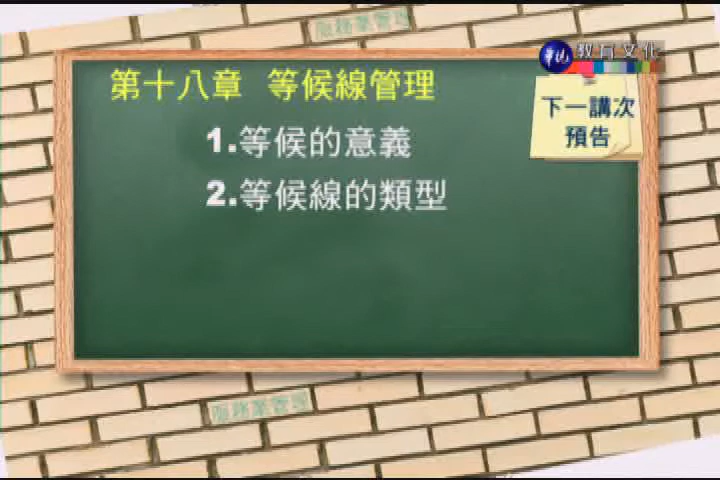 服務業管理
華視 教育文化
第十八章 等候線管理
下一講次
預告
1.等候的意義
2.等候線的類型
服務業管理